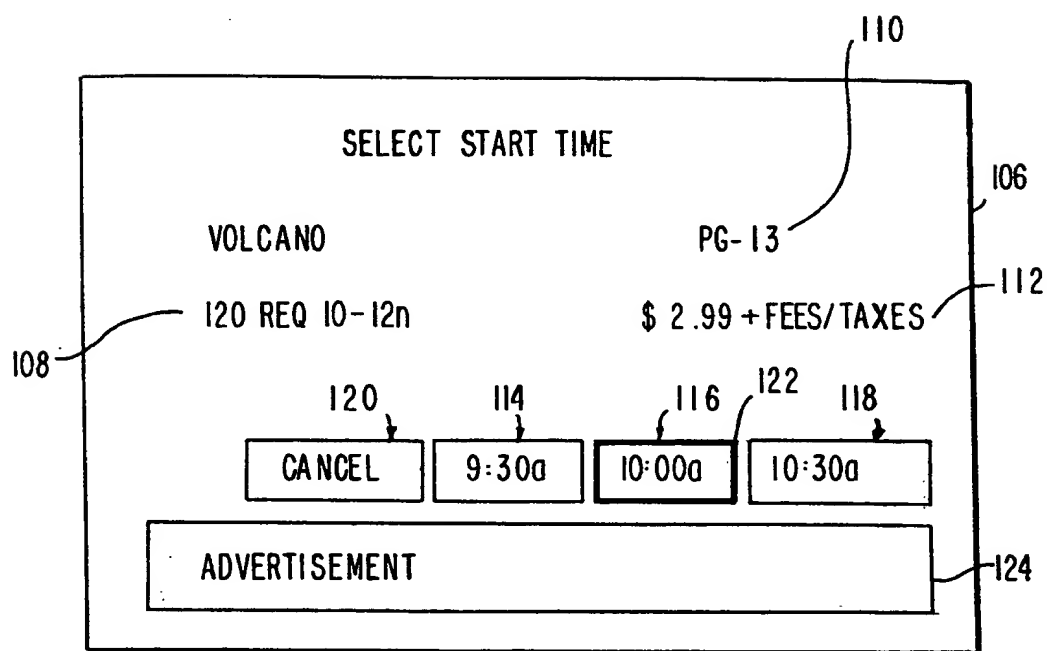 110
SELECT START TIME
106
VOLCANO PG-13
112
120 REQ 10-12n $ 2.99 + FEES/TAXES
108
120 114 116 122 118
CANCEL 9:30a 10:00a 10:30a
ADVERTISEMENT
124